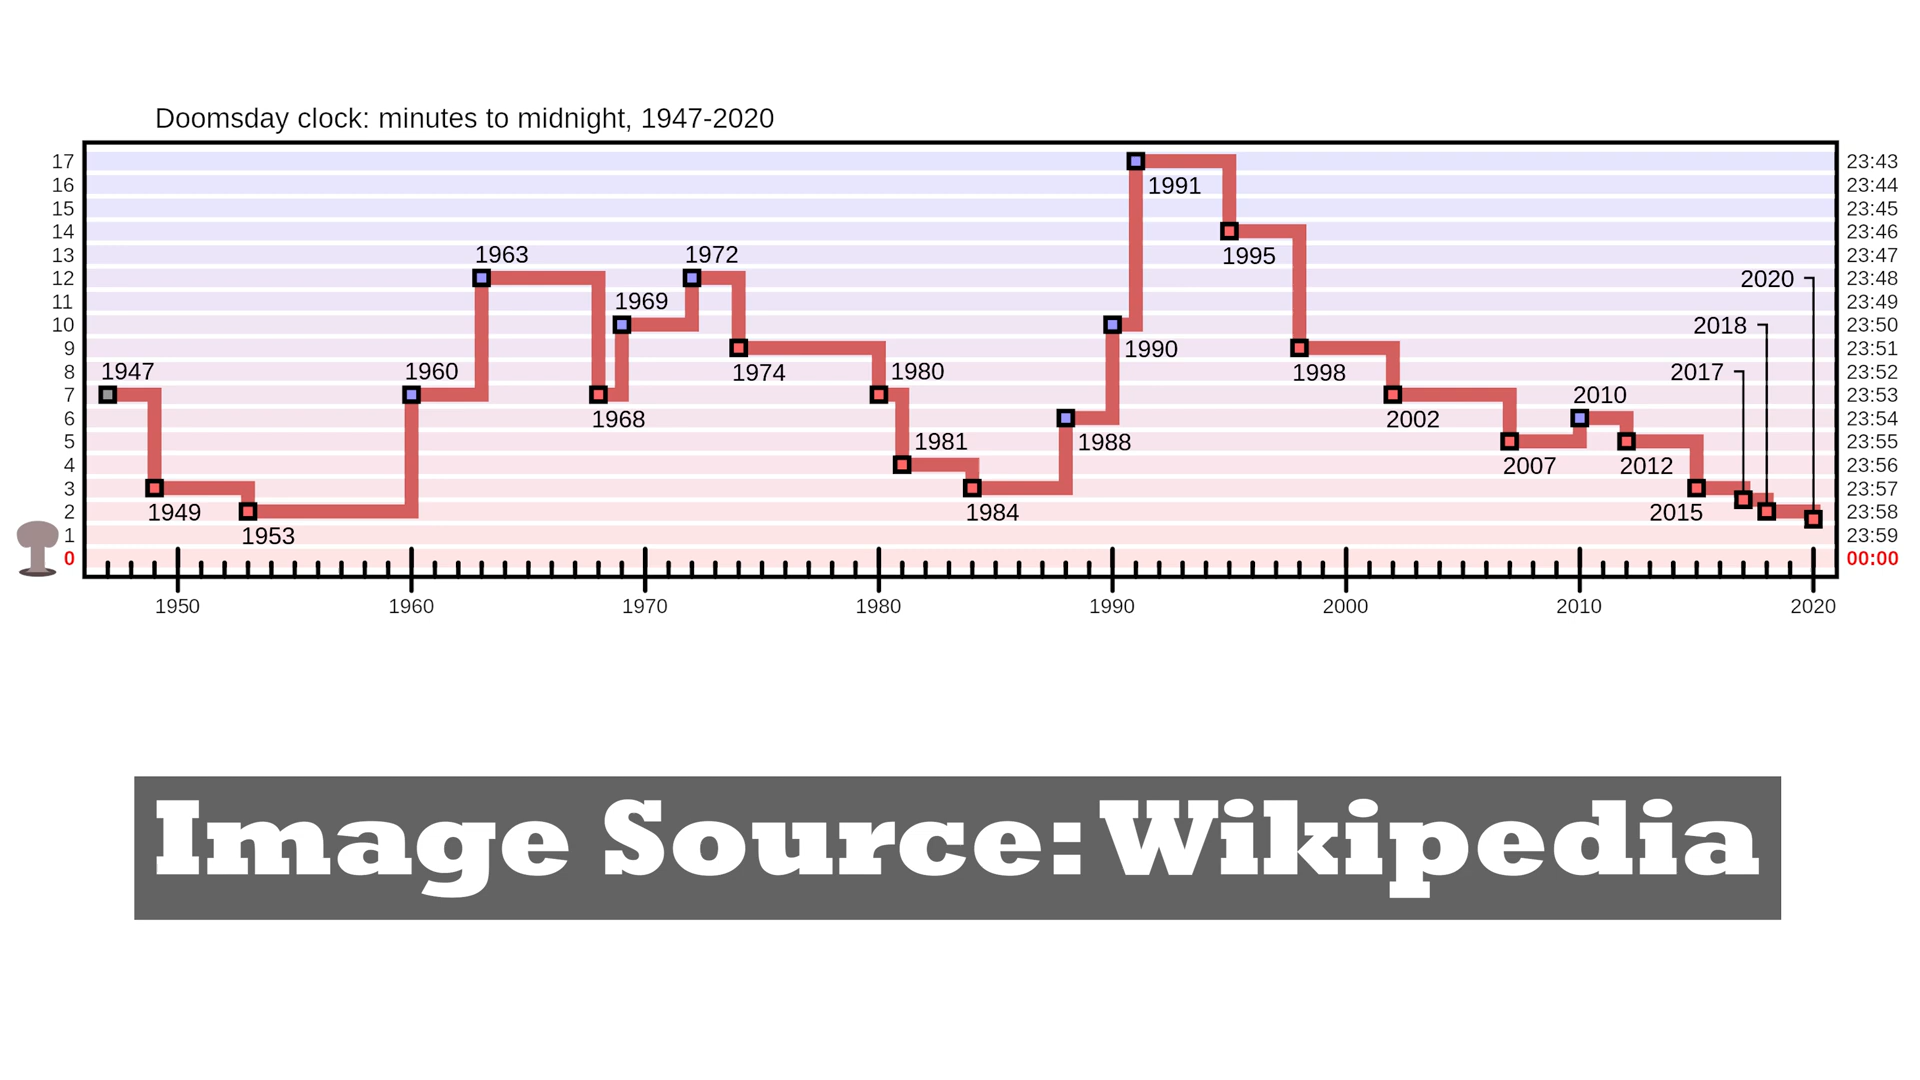 Doomsday clock: minutes to midnight, 1947-2020
17 23:43
16 1991 23:44
15 23:45
14 23:46
13 1963 1972 1995 23:47
12 2020 23:48
11 1969 23:49
10 2018 23:50
9 1990 23:51
8 1947 1960 1974 1980 1998 2017 23:52
7 2010 23:53
6 1968 2002 23:54
5 1981 1988 23:55
4 2007 2012 23:56
3 23:57
2 1949 1984 2015 23:58
1 1953 23:59
0 00:00
1950 1960 1970 1980 1990 2000 2010 2020
Image Source: Wikipedia